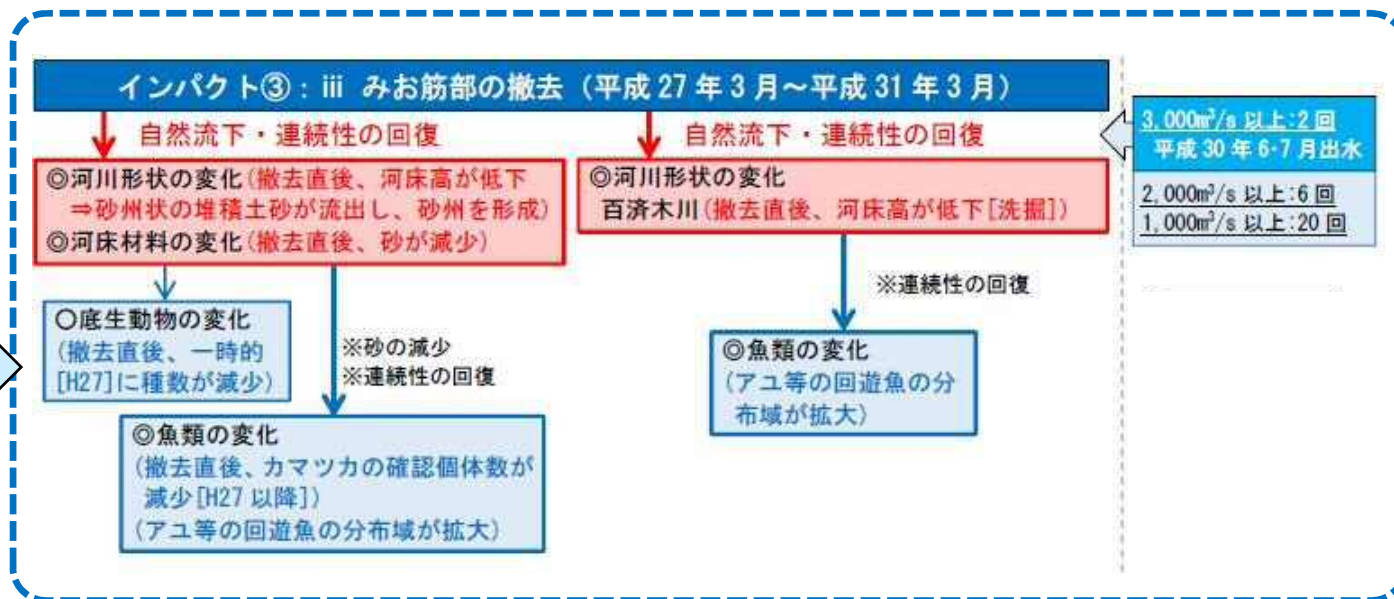 インパクト③：ⅲ みお筋部の撤去（平成27年3月～平成31年3月）
自然流下・連続性の回復
◎河川形状の変化（撤去直後、河床高が低下
⇒砂州状の堆積土砂が流出し、砂州を形成）
◎河床材料の変化（撤去直後、砂が減少）
〇底生動物の変化
（撤去直後、一時的
[H27]に種数が減少）
※砂の減少
※連続性の回復
◎魚類の変化
（撤去直後、カマツカの確認個体数が
減少[H27以降]）
（アユ等の回遊魚の分布域が拡大）
自然流下・連続性の回復
◎河川形状の変化
百済木川（撤去直後、河床高が低下[洗掘]）
※連続性の回復
◎魚類の変化
（アユ等の回遊魚の分
布域が拡大）
3,000m³/s以上:2回
平成30年6・7月出水
2,000m³/s以上:6回
1,000m³/s以上:20回